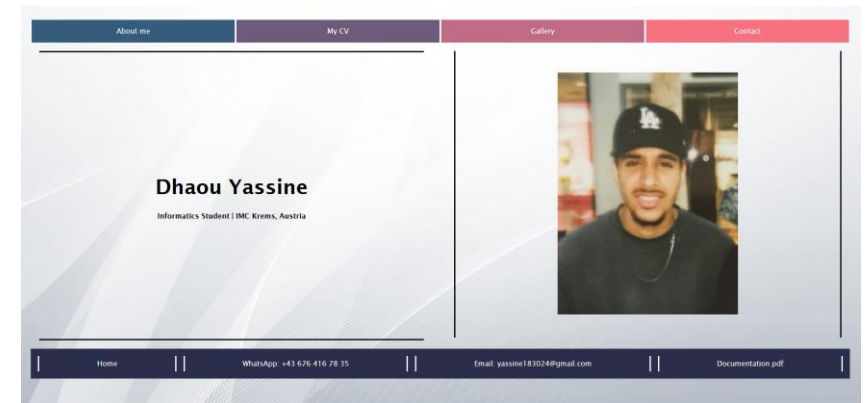 About me
My CV
Gallery
Contact
LA
Dhaou Yassine
Informatics Student | IMC Krems, Austria
Home
WhatsApp: +43 676 416 78 35
Email: yassine183024@gmail.com
Documentation.pdf